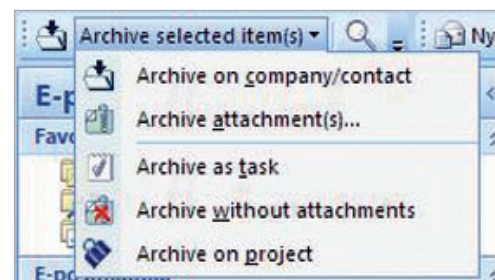 Archive selected item(s) Ny
Archive on company/contact
E-p
Archive attachment(s)...
Favo
Archive as task
Archive without attachments
Archive on project